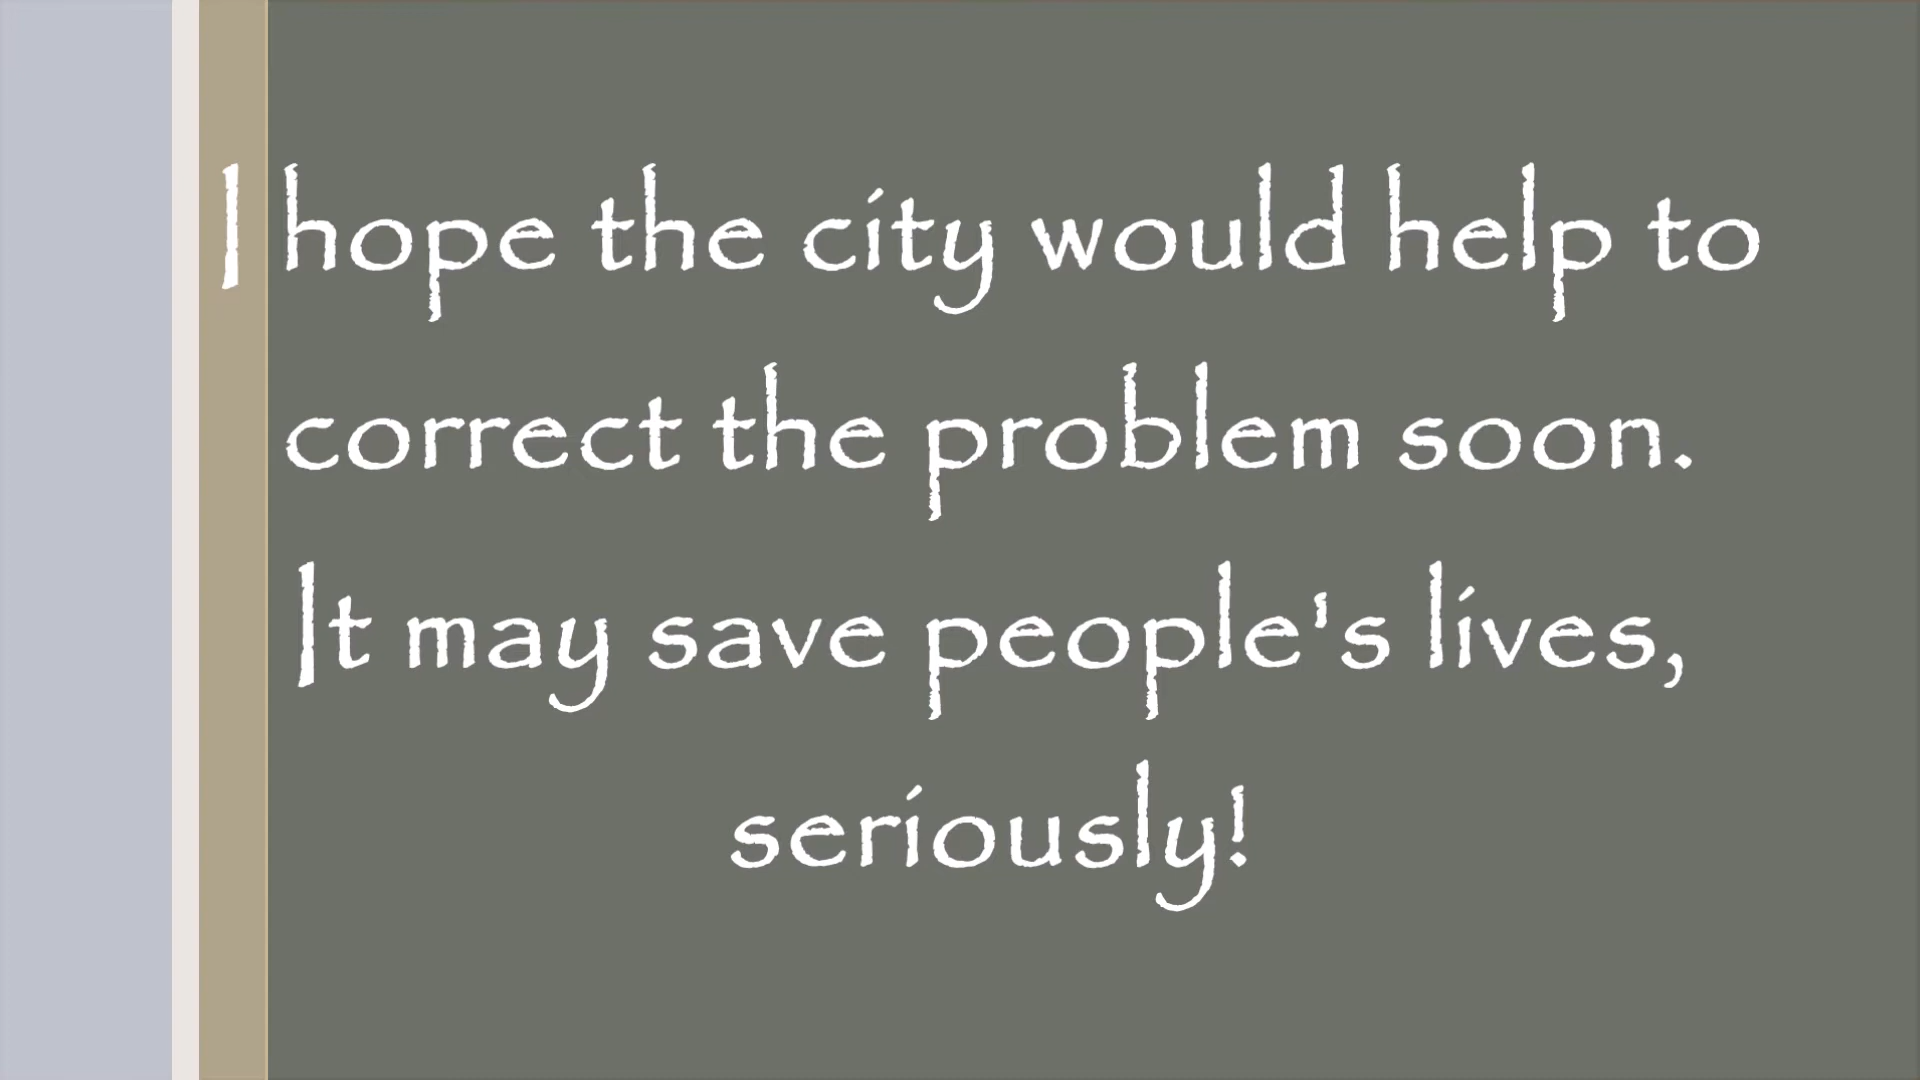 I hope the city would help to
correct the problem soon.
It may save people's lives,
seriously!